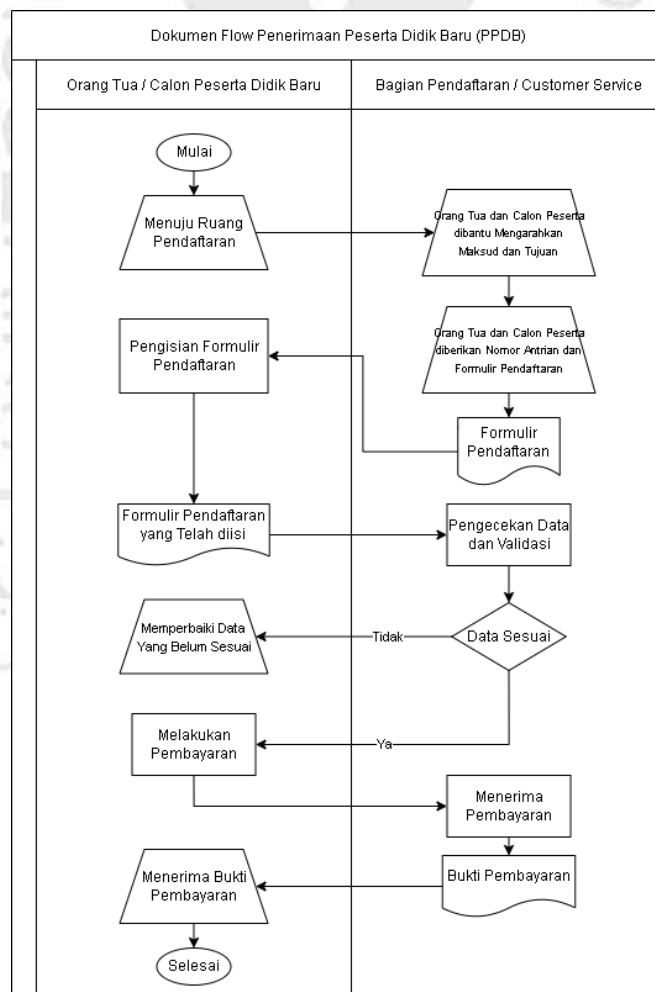 Dokumen Flow Penerimaan Peserta Didik Baru (PPDB)
Orang Tua / Calon Peserta Didik Baru
Bagian Pendaftaran / Customer Service
Mulai
Menuju Ruang
Pendaftaran
Orang Tua dan Calon Peserta
dibantu Mengarahkan
Maksud dan Tujuan
Orang Tua dan Calon Peserta
diberikan Nomor Antrian dan
Formulir Pendaftaran
Pengisian Formulir
Pendaftaran
Formulir
Pendaftaran
Formulir Pendaftaran
yang Telah diisi
Pengecekan Data
dan Validasi
Data Sesuai
Tidak
Memperbaiki Data
Yang Belum Sesuai
Ya
Melakukan
Pembayaran
Menerima
Pembayaran
Bukti Pembayaran
Menerima Bukti
Pembayaran
Selesai